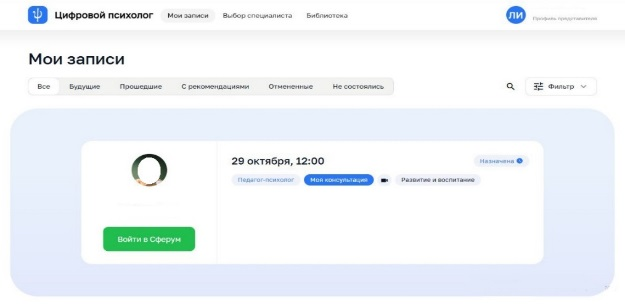 Цифровой психолог Мои записи Выбор специалиста Библиотека ЛИ Профиль представителя
Мои записи
Все Будущие Прошедшие С рекомендациями Отмененные Не состоялись Фильтр
29 октября, 12:00 Назначена
Педагог-психолог Моя консультация Развитие и воспитание
Войти в Сферум